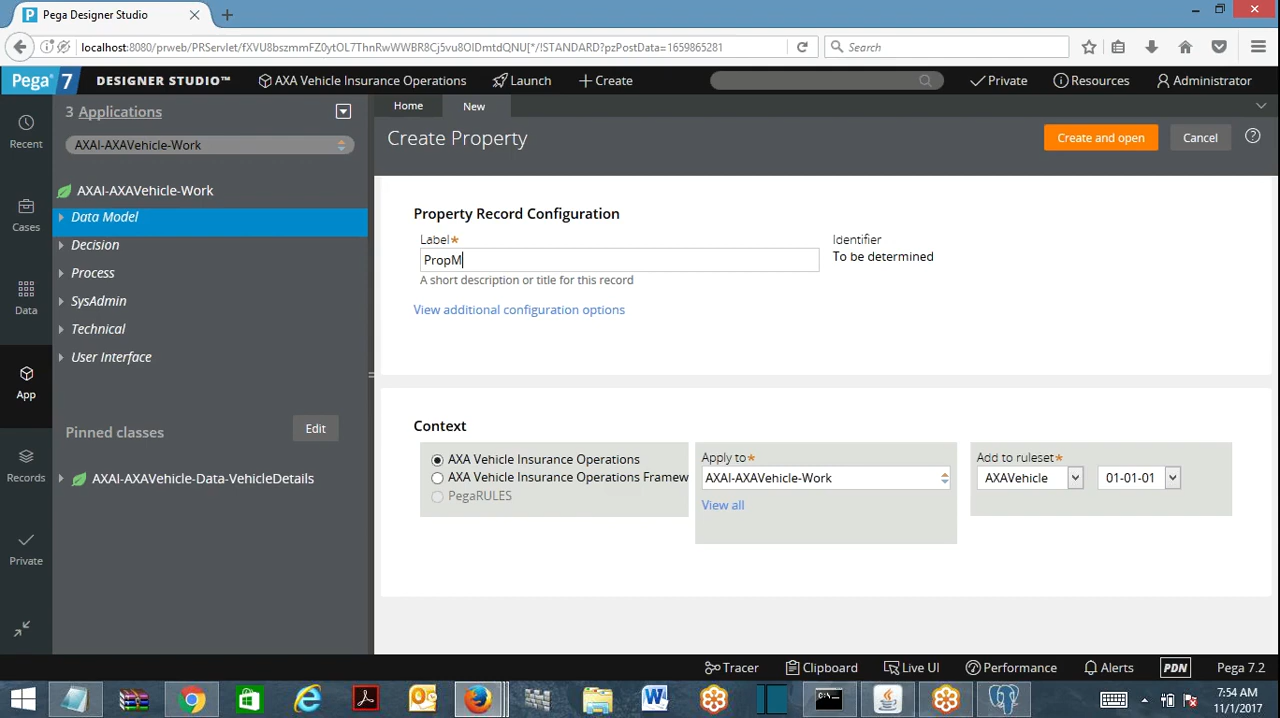 Pega Designer Studio
localhost:8080/prweb/PRServlet/fXVU8bszmmFZ0ytOL7ThnRwWWBR8Cj5vu8OlDmtdQNU[*/!STANDARD?pzPostData=1659865281
Search
Pega 7
DESIGNER STUDIO™
AXA Vehicle Insurance Operations
Launch
Create
Private
Resources
Administrator
3 Applications
Home
New
Recent
AXAI-AXAVehicle-Work
Create Property
Create and open
Cancel
AXAI-AXAVehicle-Work
Data Model
Cases
Decision
Process
Data
SysAdmin
Technical
User Interface
App
Pinned classes
Edit
Records
AXAI-AXAVehicle-Data-VehicleDetails
Private
Property Record Configuration
Label*
Identifier
PropM
To be determined
A short description or title for this record
View additional configuration options
Context
AXA Vehicle Insurance Operations
AXA Vehicle Insurance Operations Framew
PegaRULES
Apply to*
AXAI-AXAVehicle-Work
View all
Add to ruleset*
AXAVehicle
01-01-01
Tracer
Clipboard
Live UI
Performance
Alerts
PDN
Pega 7.2
7:54 AM
11/1/2017